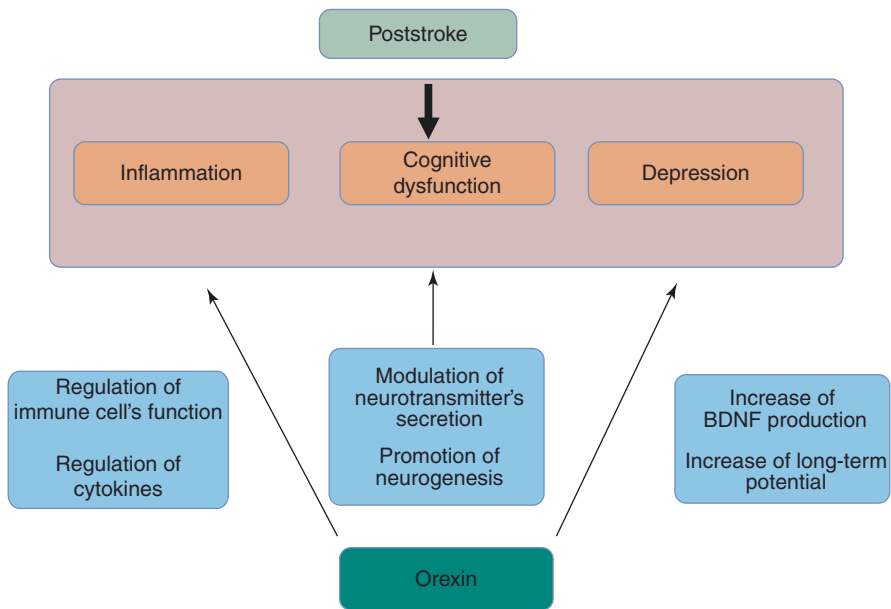 Poststroke
Inflammation
Cognitive
dysfunction
Depression
Regulation of
immune cell's function
Regulation of
cytokines
Modulation of
neurotransmitter's
secretion
Promotion of
neurogenesis
Increase of
BDNF production
Increase of long-term
potential
Orexin